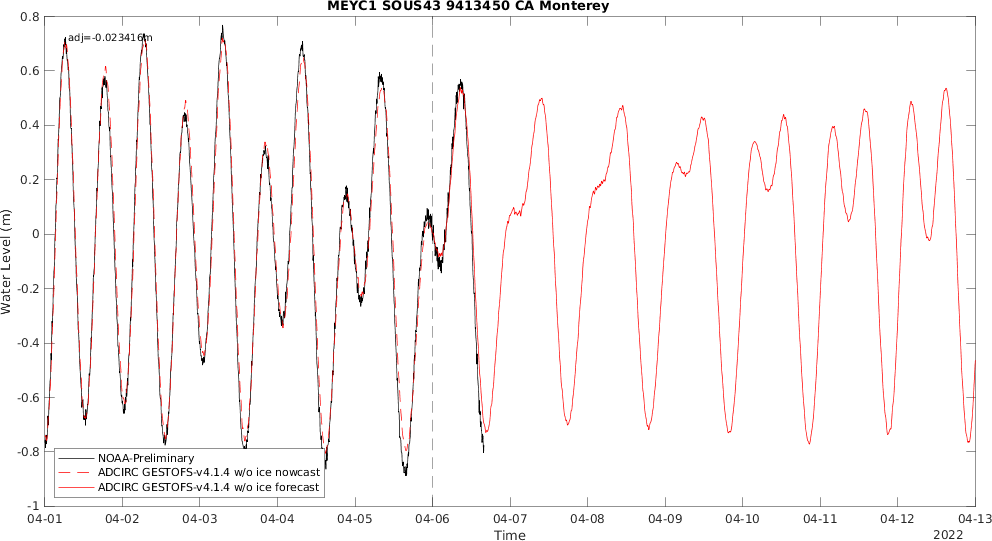 MEYC1 SOUS43 9413450 CA Monterey
adj=-0.023416m
Water Level (m)
0.8
0.6
0.4
0.2
0
-0.2
-0.4
-0.6
-0.8
-1
NOAA-Preliminary
ADCIRC GESTOFS-v4.1.4 w/o ice nowcast
ADCIRC GESTOFS-v4.1.4 w/o ice forecast
04-01 04-02 04-03 04-04 04-05 04-06 04-07 04-08 04-09 04-10 04-11 04-12 04-13
Time
2022